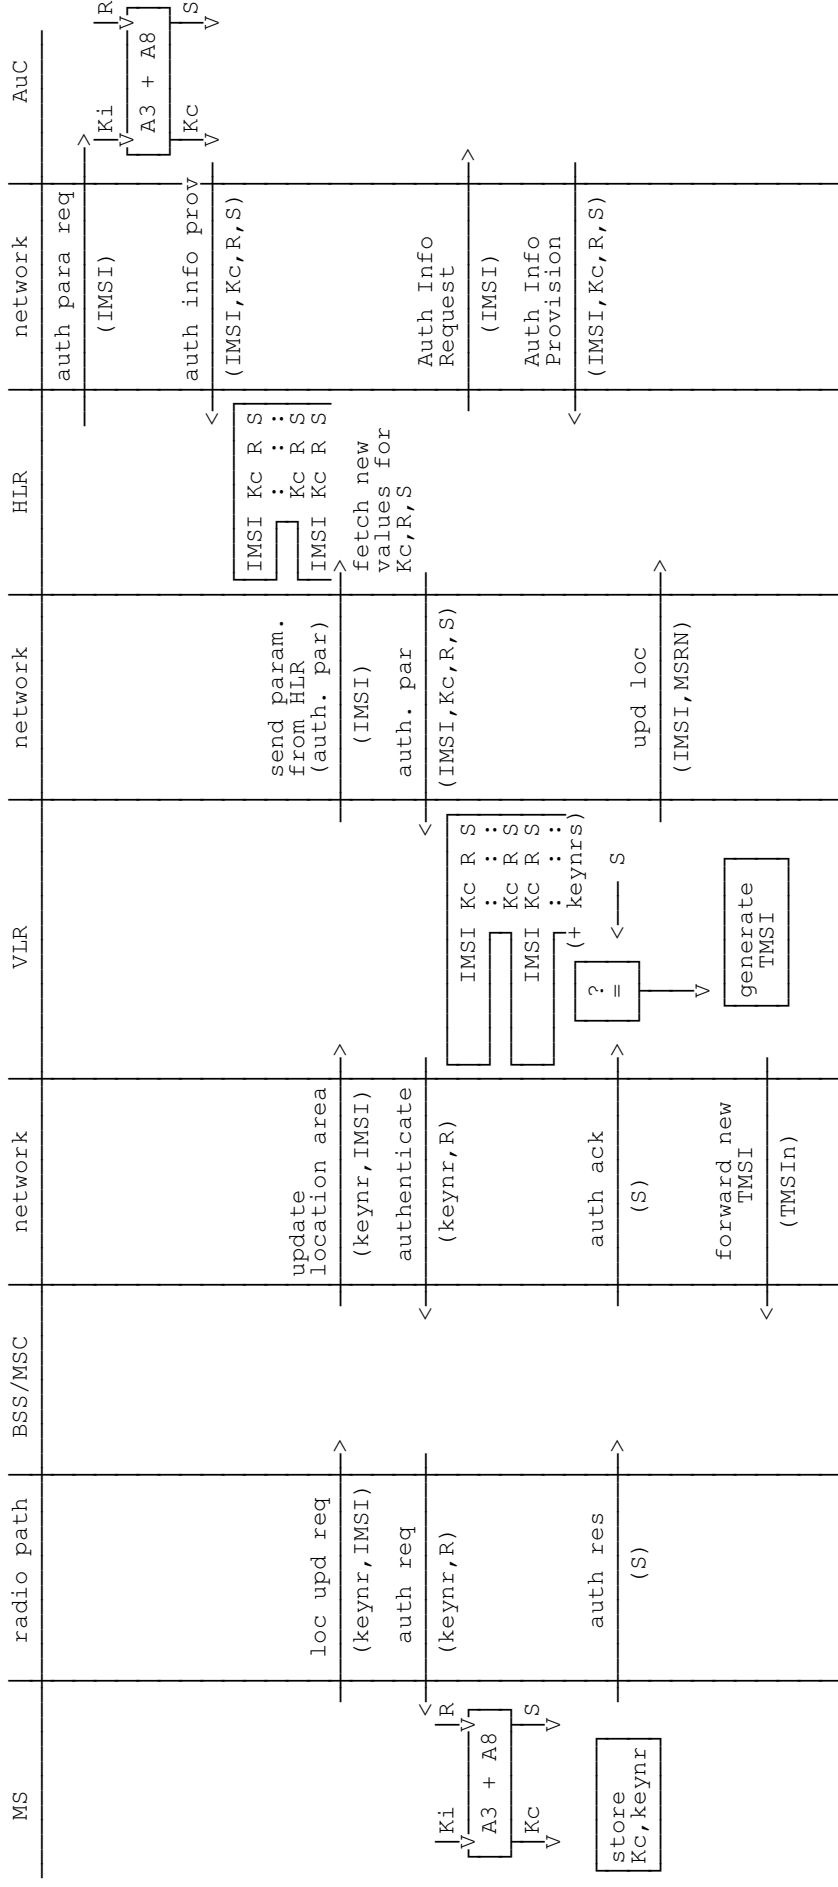 MS
radio path
BSS/MSC
network
VLR
network
HLR
network
AuC
auth para req
(IMSI)
Ki
R
A3 + A8
Kc
S
auth info prov
(IMSI,Kc,R,S)
IMSI Kc R S
: : :
Kc R S
IMSI Kc R S
loc upd req
(keynr,IMSI)
update
location area
(keynr,IMSI)
send param.
from HLR
(auth. par)
(IMSI)
fetch new
values for
Kc,R,S
auth req
(keynr,R)
authenticate
(keynr,R)
auth. par
(IMSI,Kc,R,S)
Ki
R
A3 + A8
Kc
S
IMSI Kc R S
: : :
Kc R S
IMSI Kc R S
: : :
(+ keynrs)
Auth Info
Request
(IMSI)
Auth Info
Provision
(IMSI,Kc,R,S)
auth res
(S)
auth ack
(S)
?
=
S
store
Kc,keynr
upd loc
(IMSI,MSRN)
generate
TMSI
forward new
TMSI
(TMSIn)